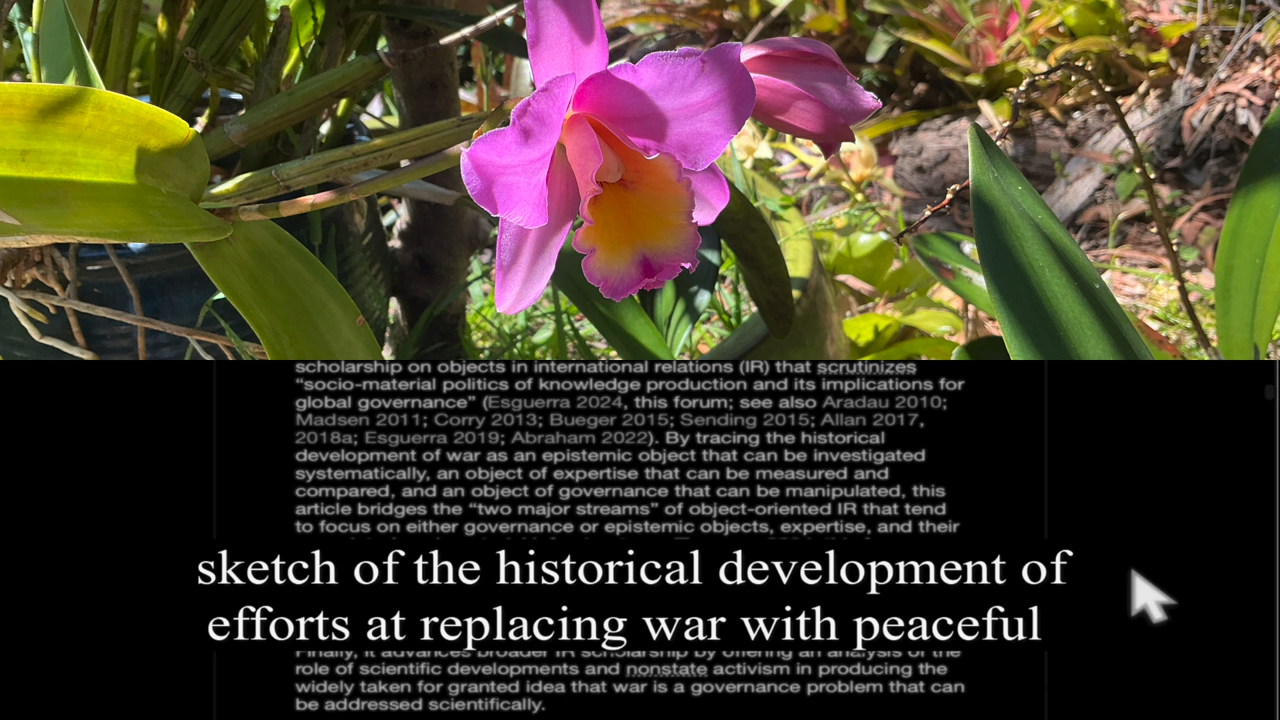 scholarship on objects in international relations (IR) that scrutinizes
“socio-material politics of knowledge production and its implications for
global governance” (Esguerra 2024, this forum; see also Aradau 2010;
Madsen 2011; Corry 2013; Bueger 2015; Sending 2015; Allan 2017,
2018a; Esguerra 2019; Abraham 2022). By tracing the historical
development of war as an epistemic object that can be investigated
systematically, an object of expertise that can be measured and
compared, and an object of governance that can be manipulated, this
article bridges the “two major streams” of object-oriented IR that tend
to focus on either governance or epistemic objects, expertise, and their
sketch of the historical development of
efforts at replacing war with peaceful
Finally, it advances broader IR scholarship by offering an analysis of the
role of scientific developments and nonstate activism in producing the
widely taken for granted idea that war is a governance problem that can
be addressed scientifically.